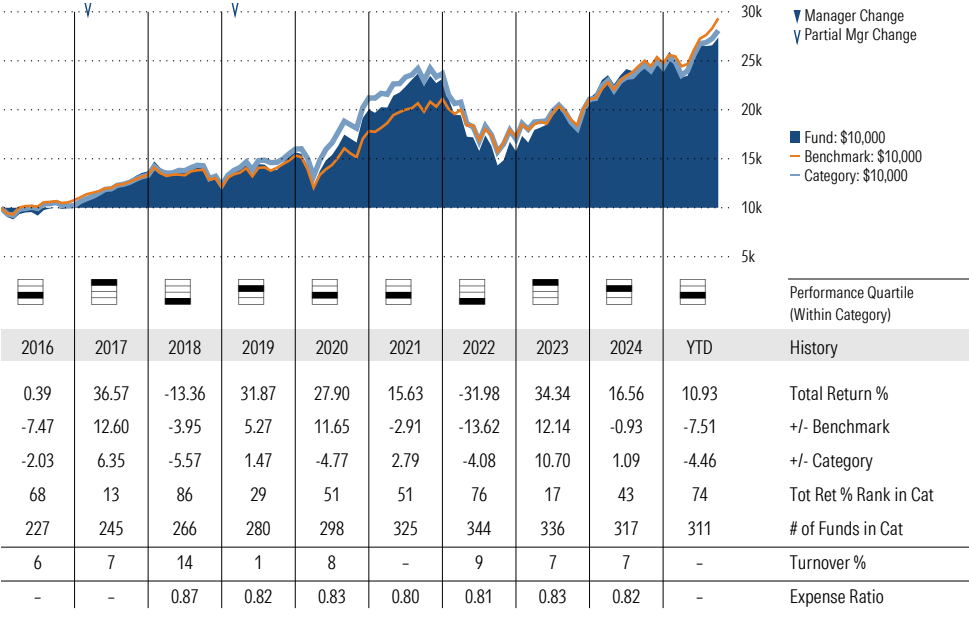 30k
25k
20k
15k
10k
5k
Manager Change
Partial Mgr Change
Fund: $10,000
Benchmark: $10,000
Category: $10,000
Performance Quartile
(Within Category)
2016 2017 2018 2019 2020 2021 2022 2023 2024 YTD History
0.39 36.57 -13.36 31.87 27.90 15.63 -31.98 34.34 16.56 10.93 Total Return %
-7.47 12.60 -3.95 5.27 11.65 -2.91 -13.62 12.14 -0.93 -7.51 +/- Benchmark
-2.03 6.35 -5.57 1.47 -4.77 2.79 -4.08 10.70 1.09 -4.46 +/- Category
68 13 86 29 51 51 76 17 43 74 Tot Ret % Rank in Cat
227 245 266 280 298 325 344 336 317 311 # of Funds in Cat
6 7 14 1 8 – 9 7 7 – Turnover %
– – 0.87 0.82 0.83 0.80 0.81 0.83 0.82 – Expense Ratio